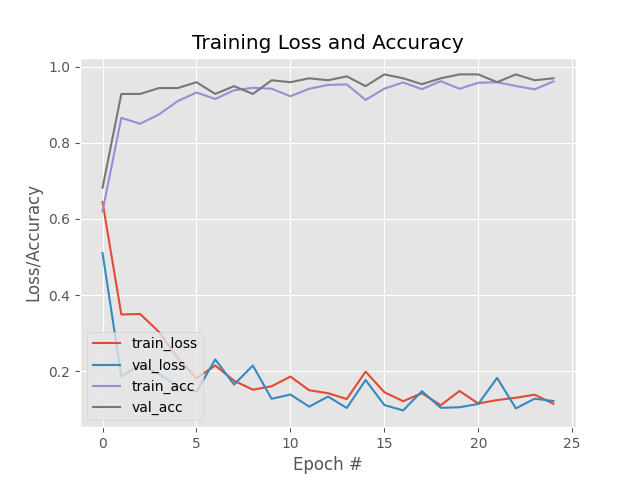 Training Loss and Accuracy
1.0
0.8
0.6
0.4
0.2
Loss/Accuracy
train_loss
val_loss
train_acc
val_acc
0 5 10 15 20 25
Epoch #